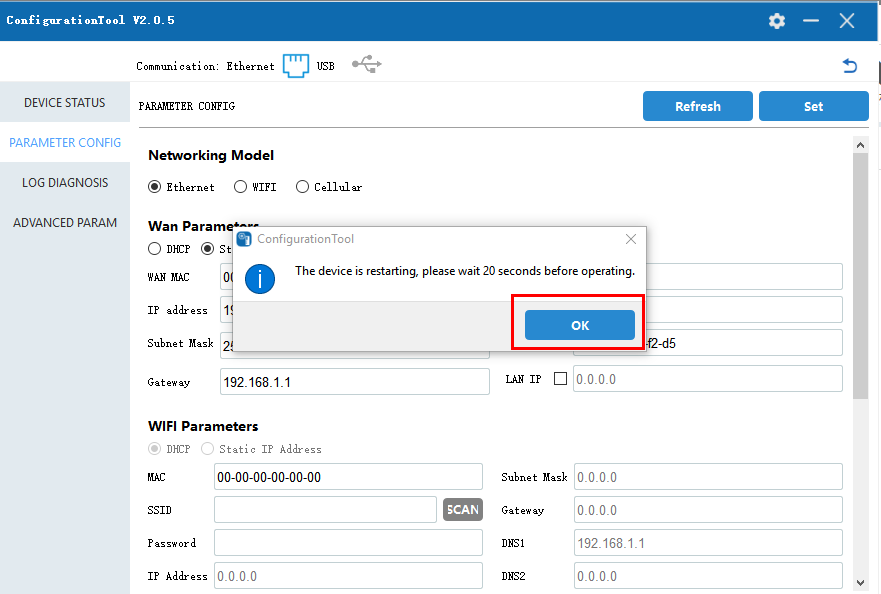 ConfigurationTool V2.0.5
Communication: Ethernet USB
DEVICE STATUS
PARAMETER CONFIG
LOG DIAGNOSIS
ADVANCED PARAM
PARAMETER CONFIG Refresh Set
Networking Model
Ethernet WIFI Cellular
Wan Parameters
DHCP St
WAN MAC 00
IP address 19
Subnet Mask 25 -f2-d5
Gateway 192.168.1.1 LAN IP 0.0.0.0
ConfigurationTool
The device is restarting, please wait 20 seconds before operating.
OK
WIFI Parameters
DHCP Static IP Address
MAC 00-00-00-00-00-00 Subnet Mask 0.0.0.0
SSID SCAN Gateway 0.0.0.0
Password DNS1 192.168.1.1
IP Address 0.0.0.0 DNS2 0.0.0.0